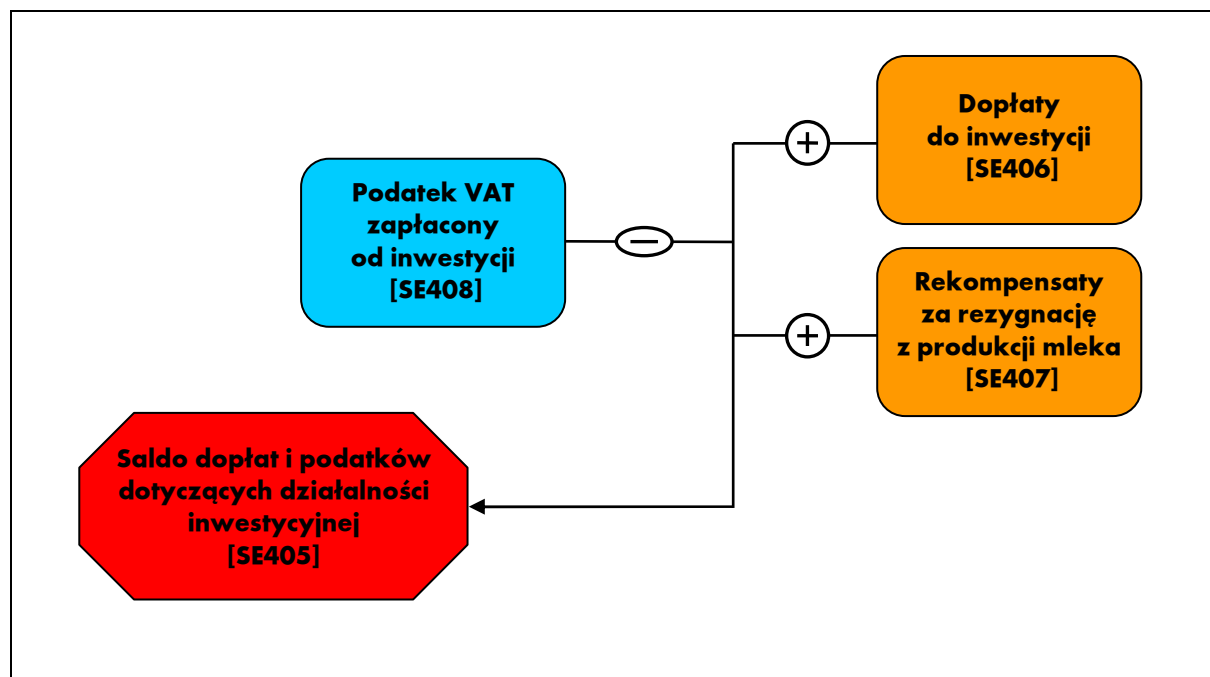 Dopłaty
do inwestycji
[SE406]
+
Podatek VAT
zapłacony
od inwestycji
[SE408]
−
Rekompensaty
za rezygnację
z produkcji mleka
[SE407]
+
Saldo dopłat i podatków
dotyczących działalności
inwestycyjnej
[SE405]